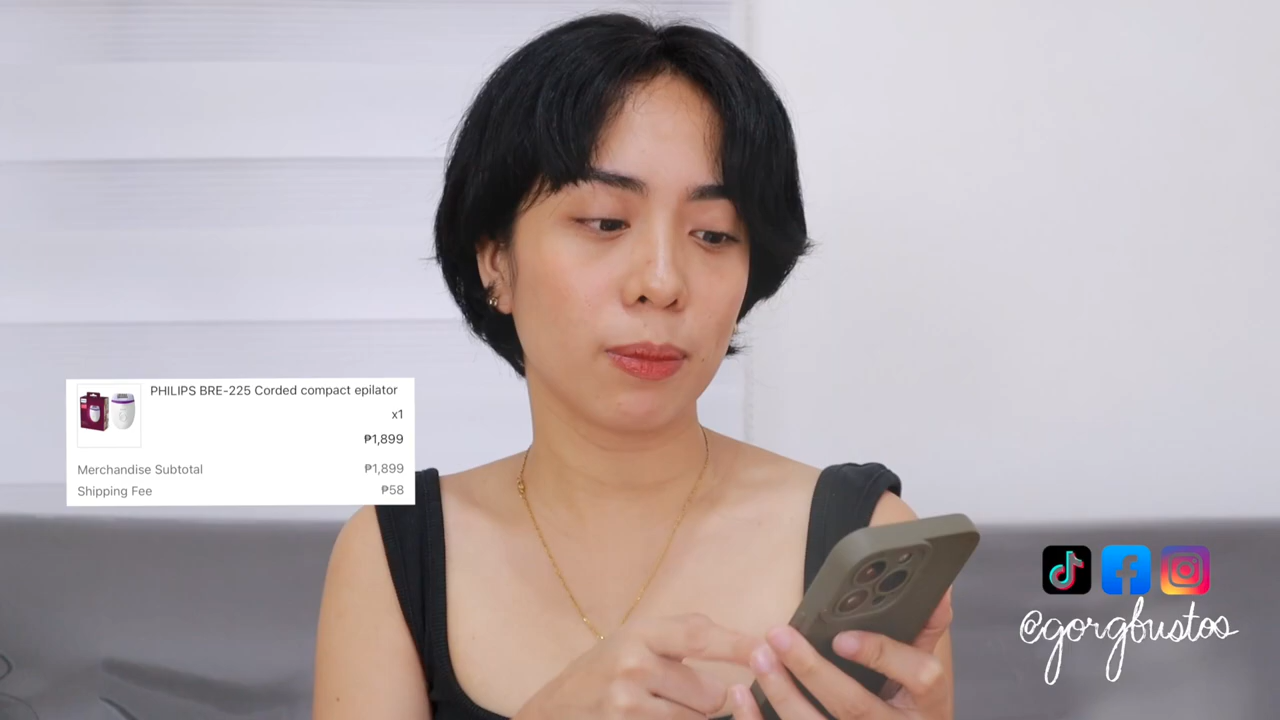 PHILIPS BRE-225 Corded compact epilator
x1
₱1,899
Merchandise Subtotal ₱1,899
Shipping Fee ₱58
@gorgbustos